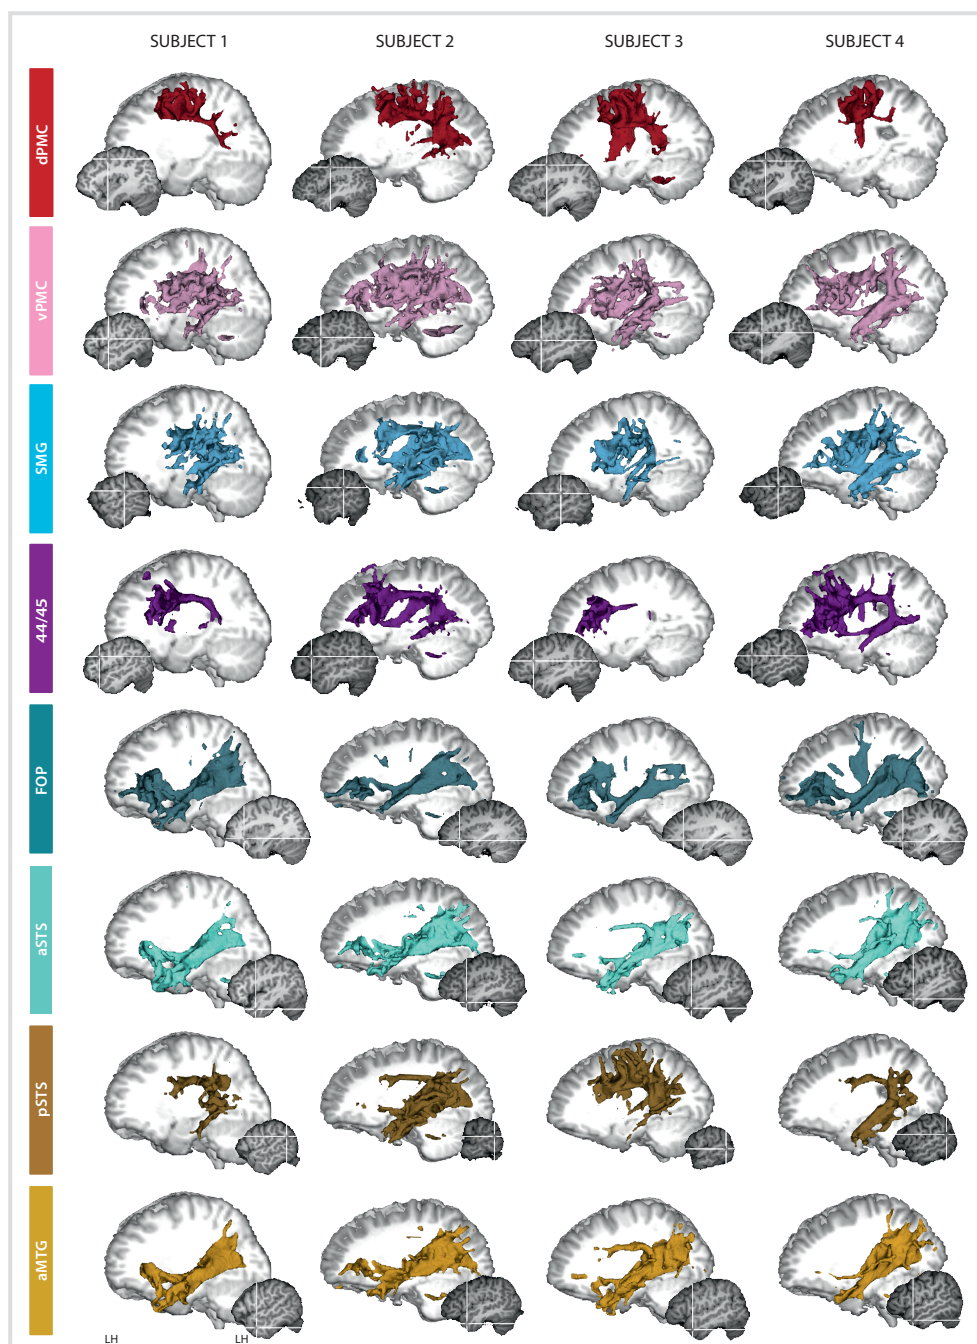 SUBJECT 1
SUBJECT 2
SUBJECT 3
SUBJECT 4
dPMC
vPMC
SMG
44/45
FOP
aSTS
pSTS
aMTG
LH
LH